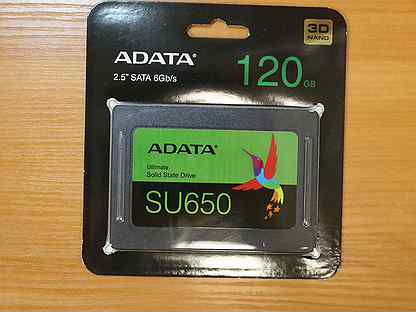 3D
NAND
ADATA
120 GB
2.5" SATA 6Gb/s
ADATA
Ultimate
Solid State Drive
SU650